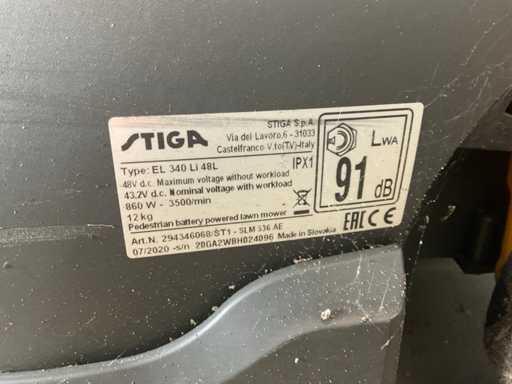 STIGA
STIGA S.p.A.
Via del Lavoro,6 - 31033
Castelfranco V.to(TV)-Italy
Type: EL 340 Li 48L
IPX1
48V d.c. Maximum voltage without workload
43.2V d.c. Nominal voltage with workload
860 W - 3500/min
12 kg
Pedestrian battery powered lawn mower
Art.N. 294346068/ST1 - SLM 536 AE
07/2020 -s/n 20GA2WBH024096 Made in Slovakia
LWA
91 dB
EAC CE